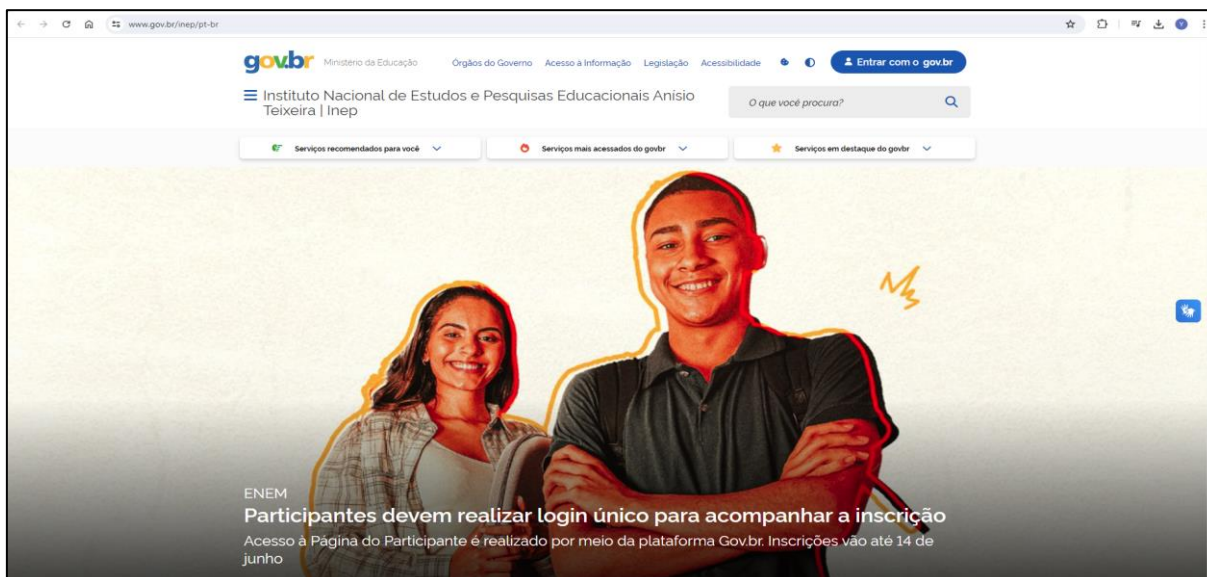 www.gov.br/inep/pt-br
gov.br Ministério da Educação Órgãos do Governo Acesso à Informação Legislação Acessibilidade Entrar com o gov.br
Instituto Nacional de Estudos e Pesquisas Educacionais Anísio
Teixeira | Inep
O que você procura?
Serviços recomendados para você Serviços mais acessados do govbr Serviços em destaque do govbr
ENEM
Participantes devem realizar login único para acompanhar a inscrição
Acesso à Página do Participante é realizado por meio da plataforma Gov.br. Inscrições vão até 14 de
junho